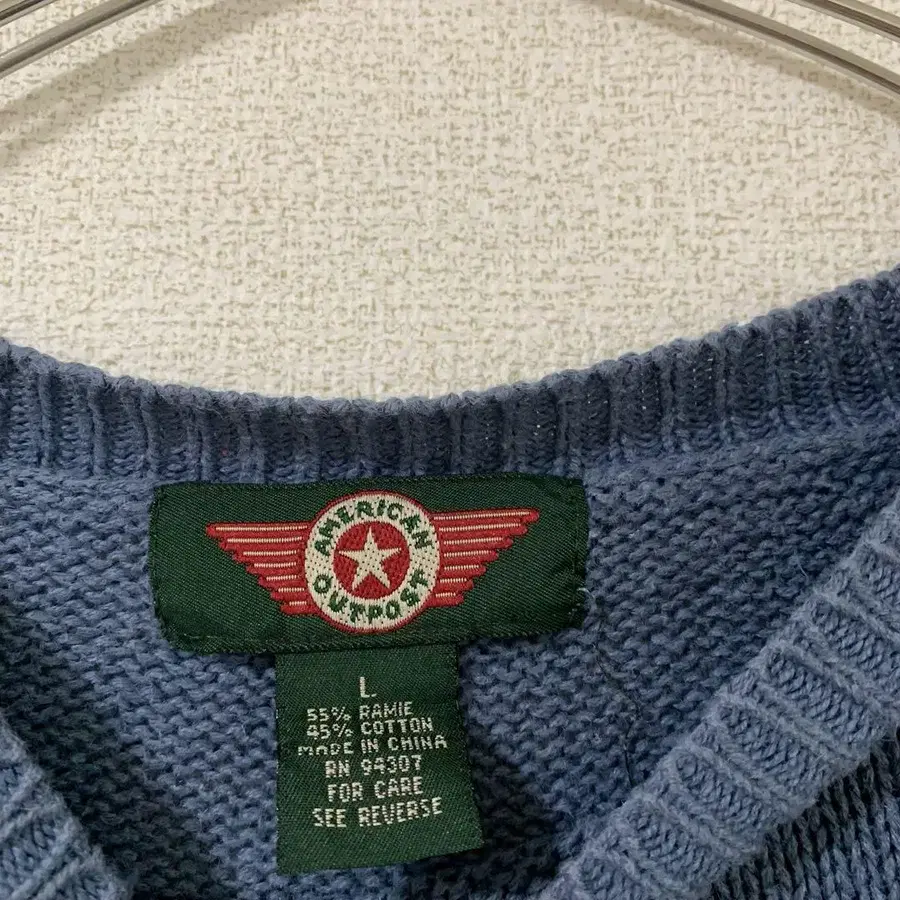 AMERICAN
OUTPOST
L
55% RAMIE
45% COTTON
MADE IN CHINA
RN 94307
FOR CARE
SEE REVERSE